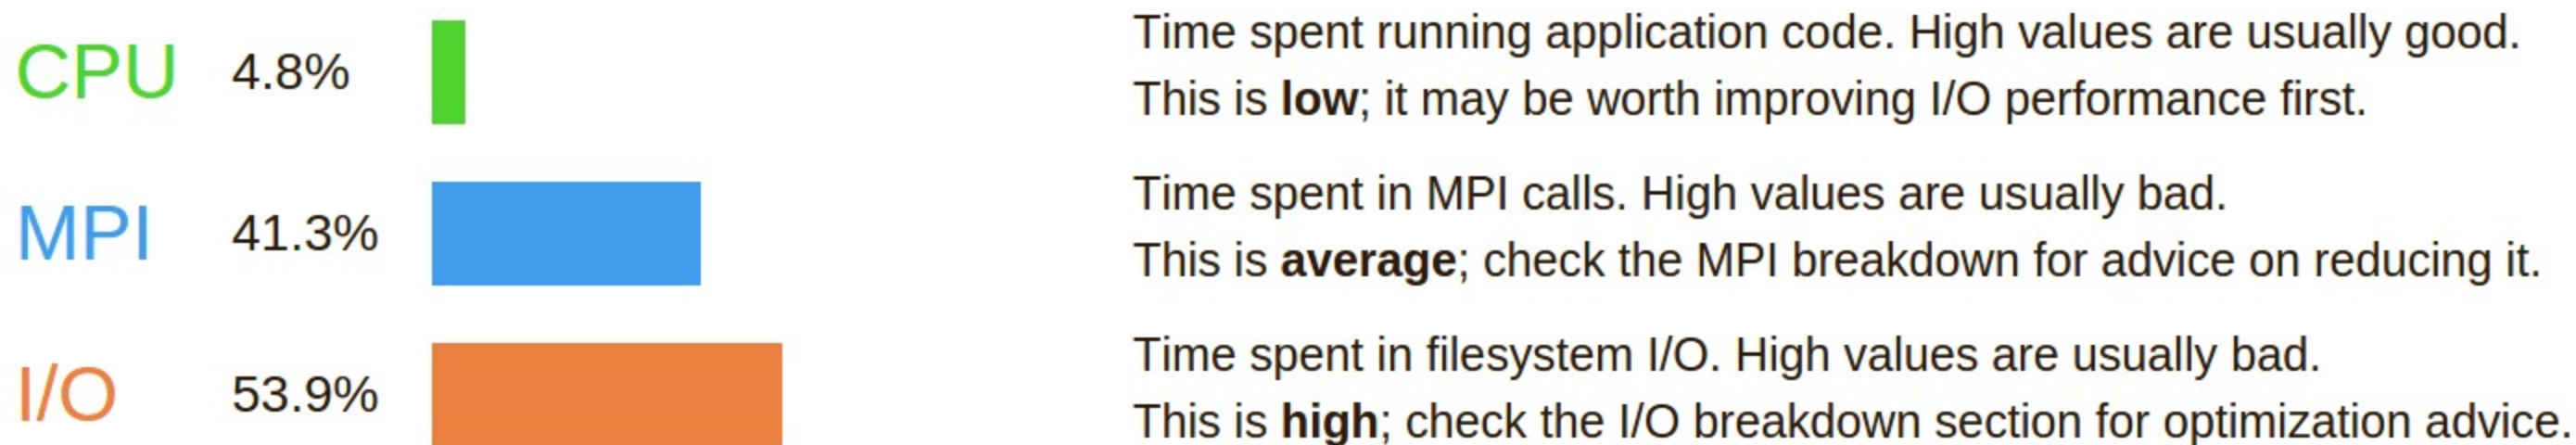 CPU 4.8% Time spent running application code. High values are usually good.
This is low; it may be worth improving I/O performance first.
MPI 41.3% Time spent in MPI calls. High values are usually bad.
This is average; check the MPI breakdown for advice on reducing it.
I/O 53.9% Time spent in filesystem I/O. High values are usually bad.
This is high; check the I/O breakdown section for optimization advice.